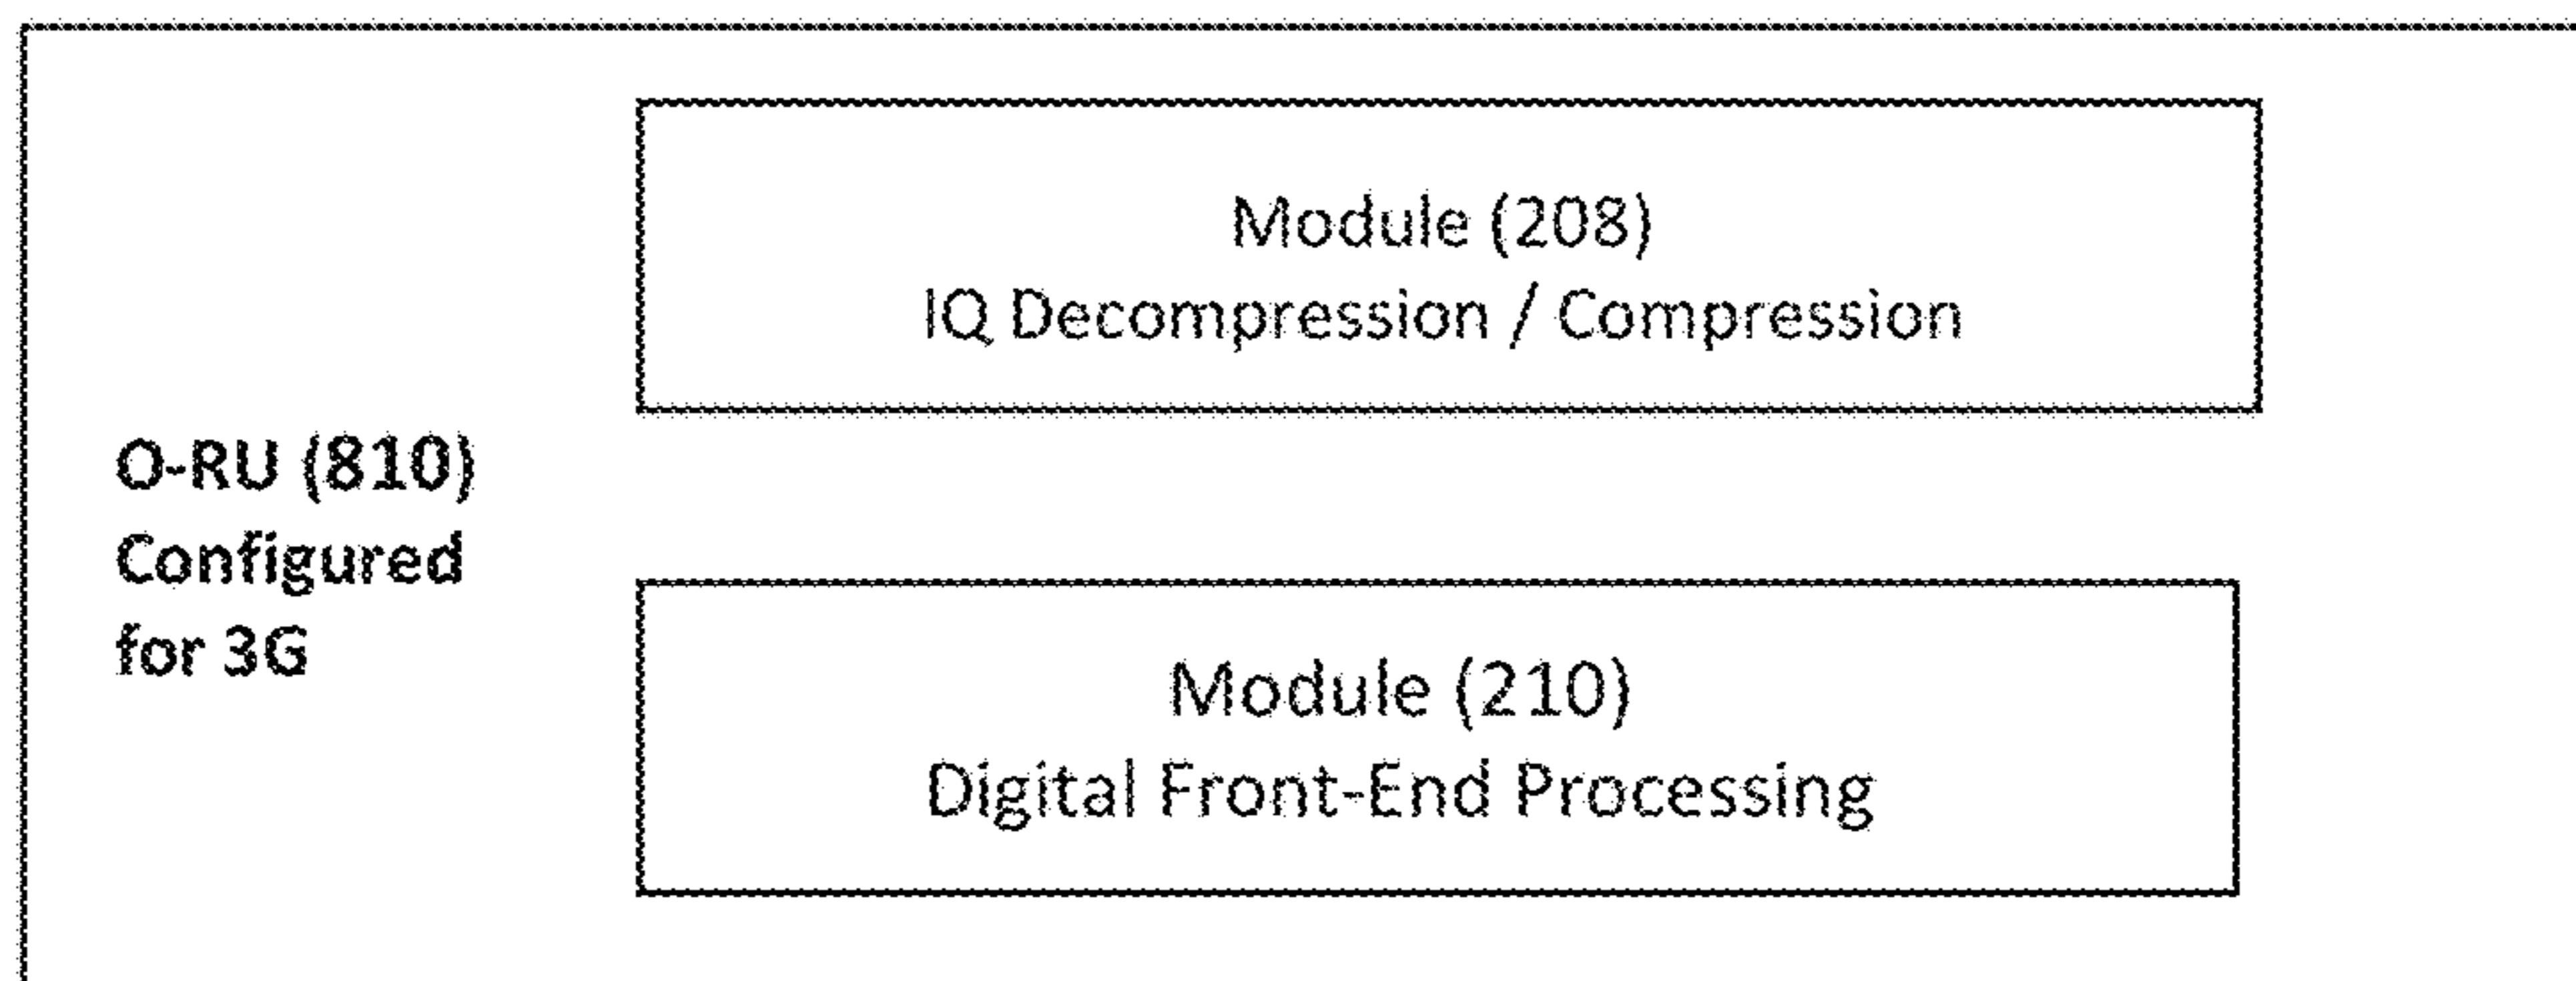 Module (208)
IQ Decompression / Compression
O-RU (810)
Configured
for 3G
Module (210)
Digital Front-End Processing